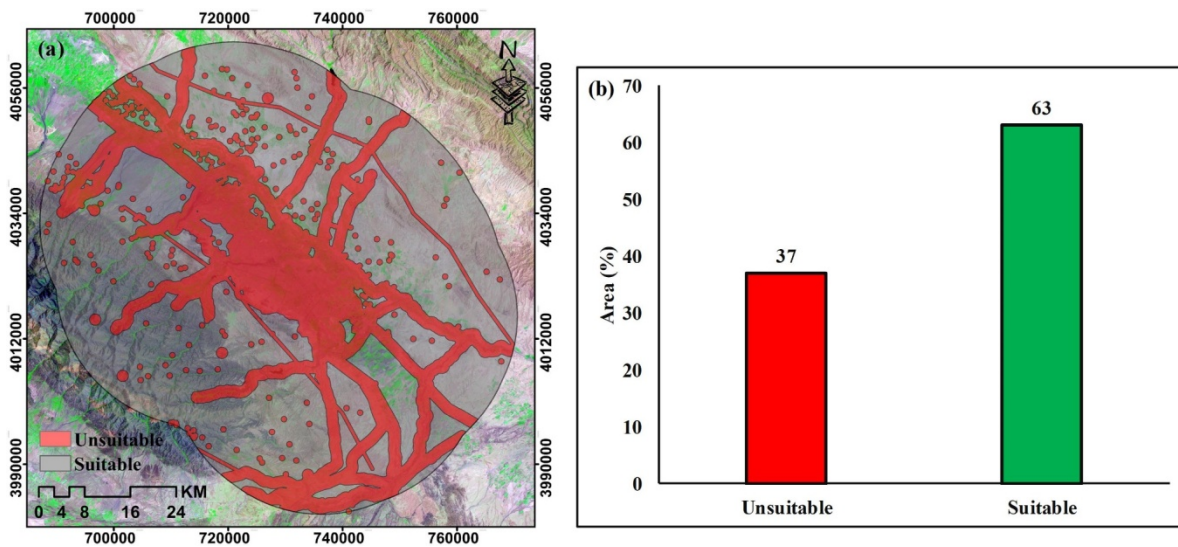 700000 720000 740000 760000
(a)
N
4056000 4056000
4034000 4034000
4012000 4012000
3990000 3990000
Unsuitable
Suitable
KM
0 4 8 16 24
700000 720000 740000 760000
(b)
Area (%)
70
60
50
40
30
20
10
0
37
63
Unsuitable Suitable